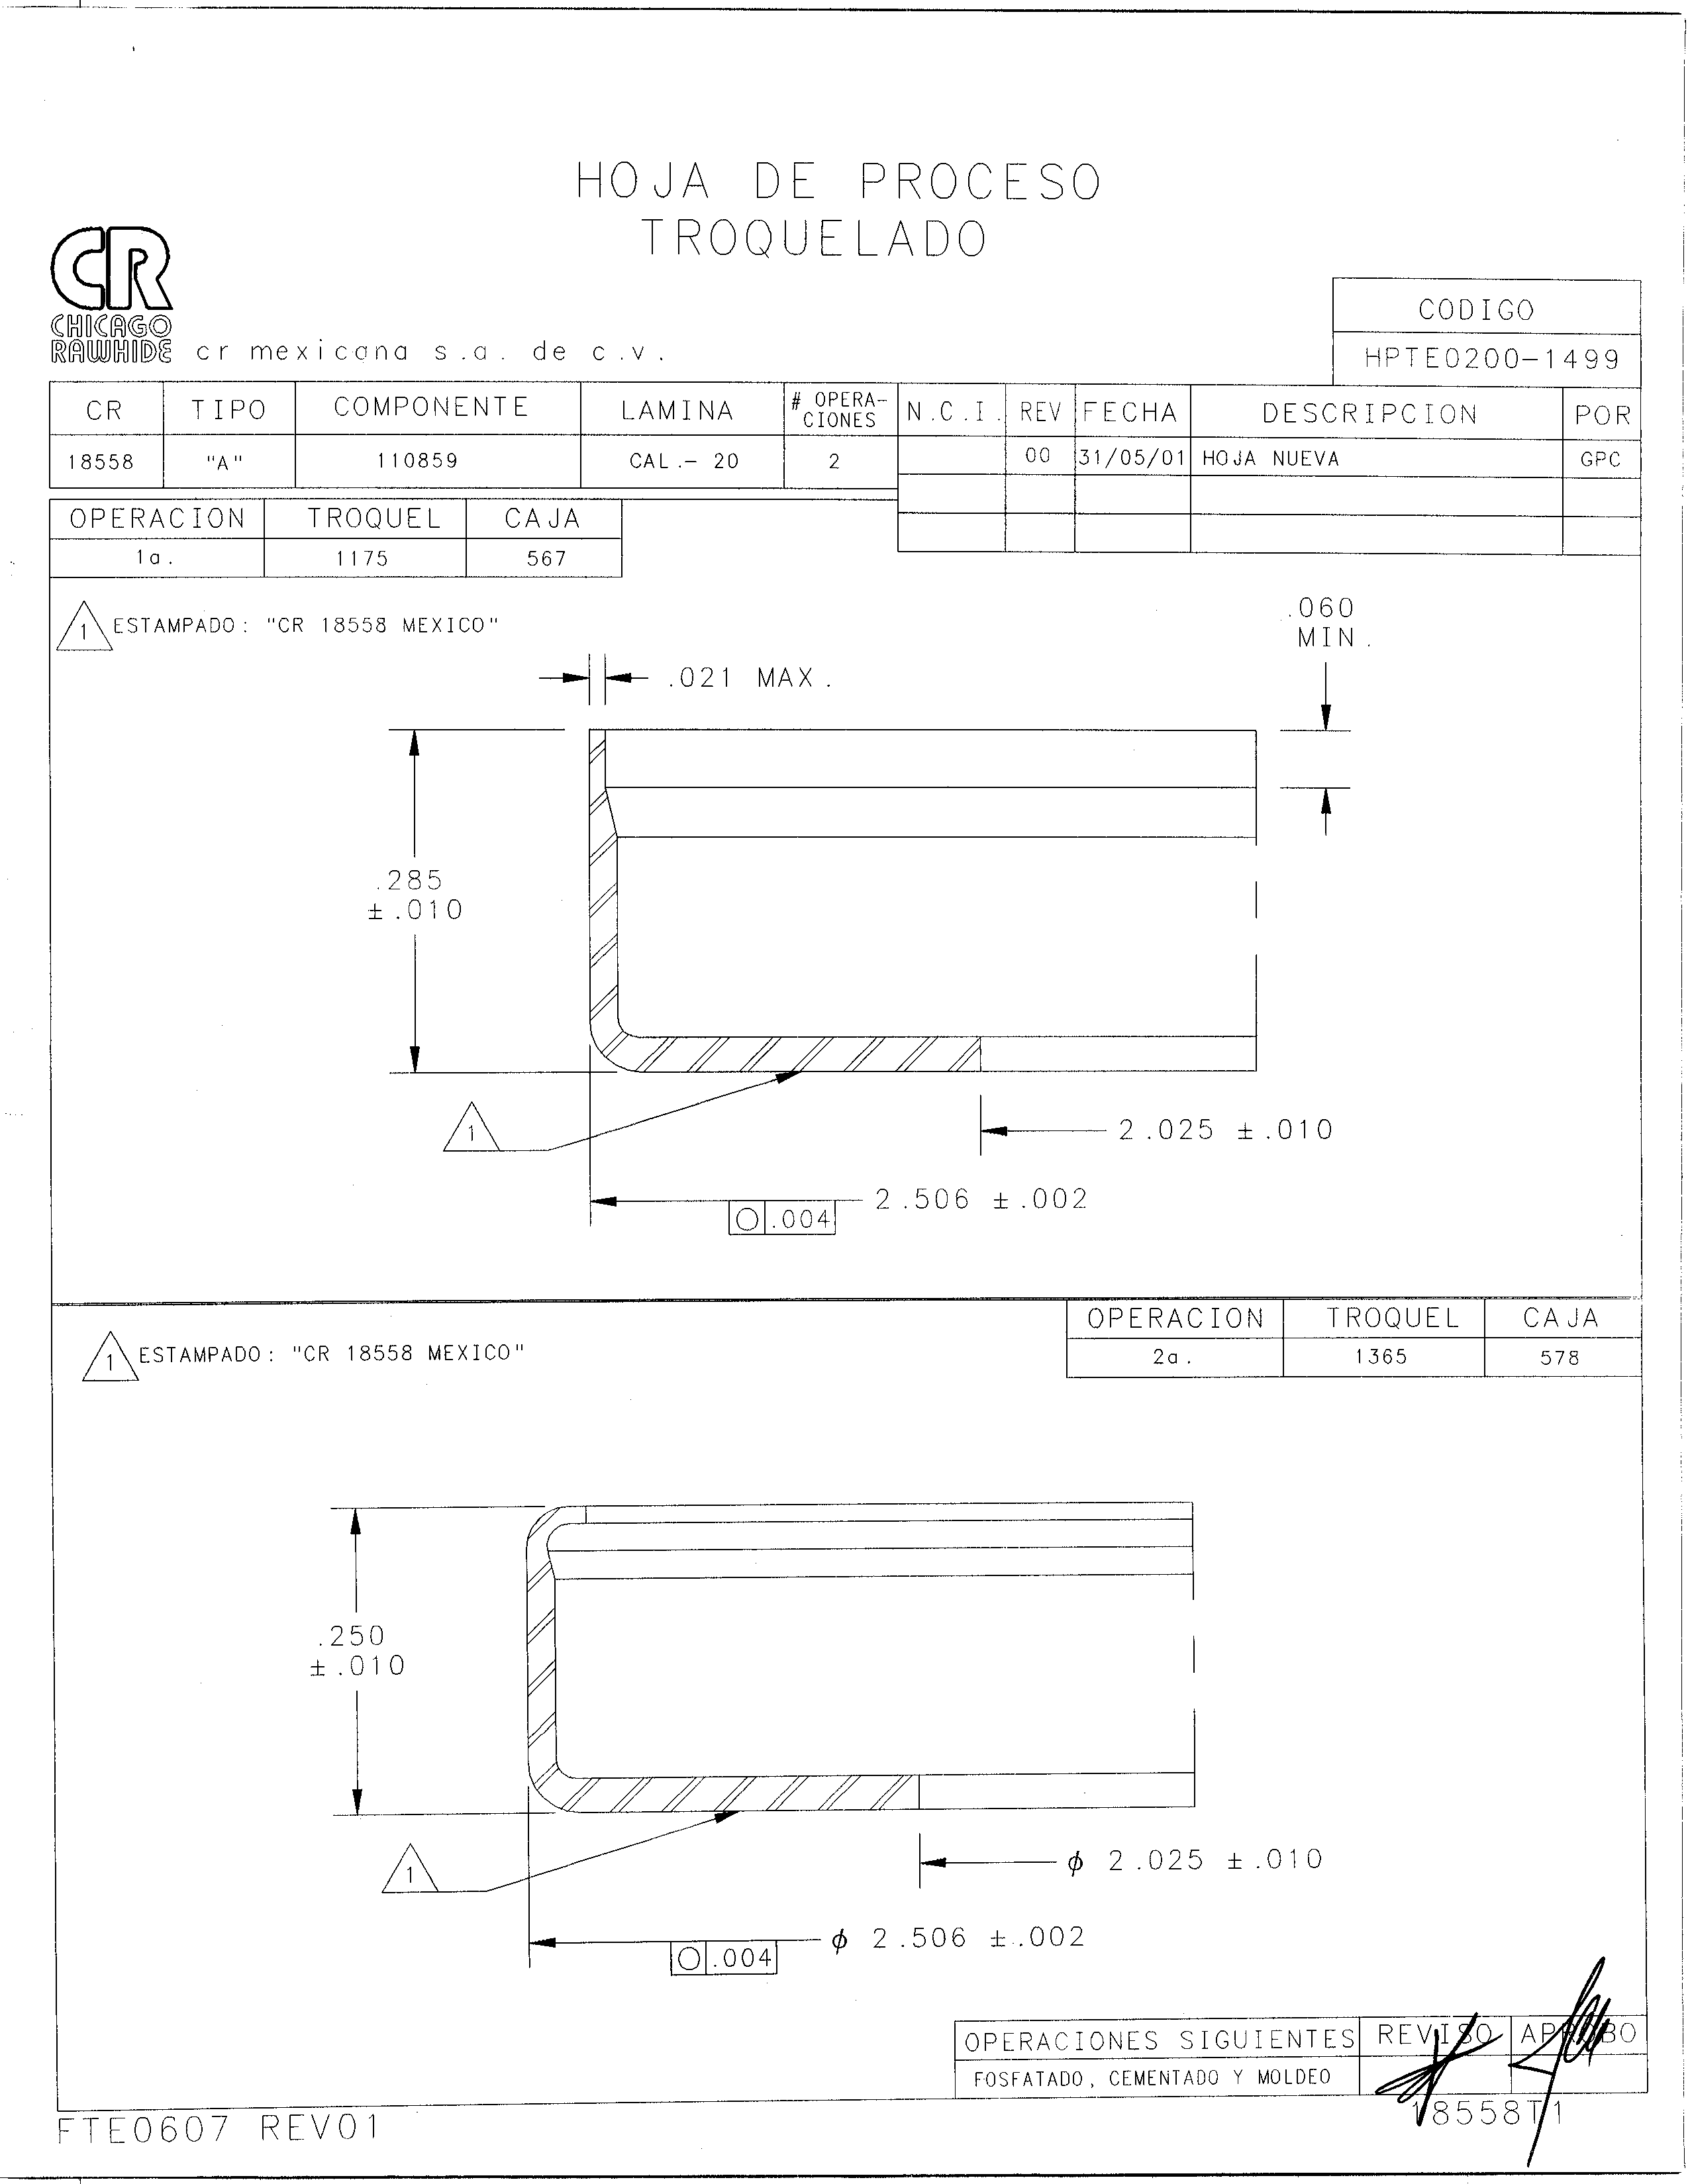 HOJA DE PROCESO
TROQUELADO
CR
CHICAGO
RAWHIDE
cr mexicana s.a. de c.v.
CODIGO
HPTE0200-1499
CR TIPO COMPONENTE LAMINA # OPERA-CIONES N.C.I. REV FECHA DESCRIPCION POR
18558 "A" 110859 CAL.- 20 2 00 31/05/01 HOJA NUEVA GPC
OPERACION TROQUEL CAJA
1a. 1175 567
1 ESTAMPADO: "CR 18558 MEXICO"
.060
MIN.
.021 MAX.
.285
±.010
1
2.025 ±.010
2.506 ±.002
○ .004
OPERACION TROQUEL CAJA
2a. 1365 578
1 ESTAMPADO: "CR 18558 MEXICO"
.250
±.010
1
ϕ 2.025 ±.010
ϕ 2.506 ±.002
○ .004
OPERACIONES SIGUIENTES REVISO APROBO
FOSFATADO, CEMENTADO Y MOLDEO
18558T1
FTE0607 REV01